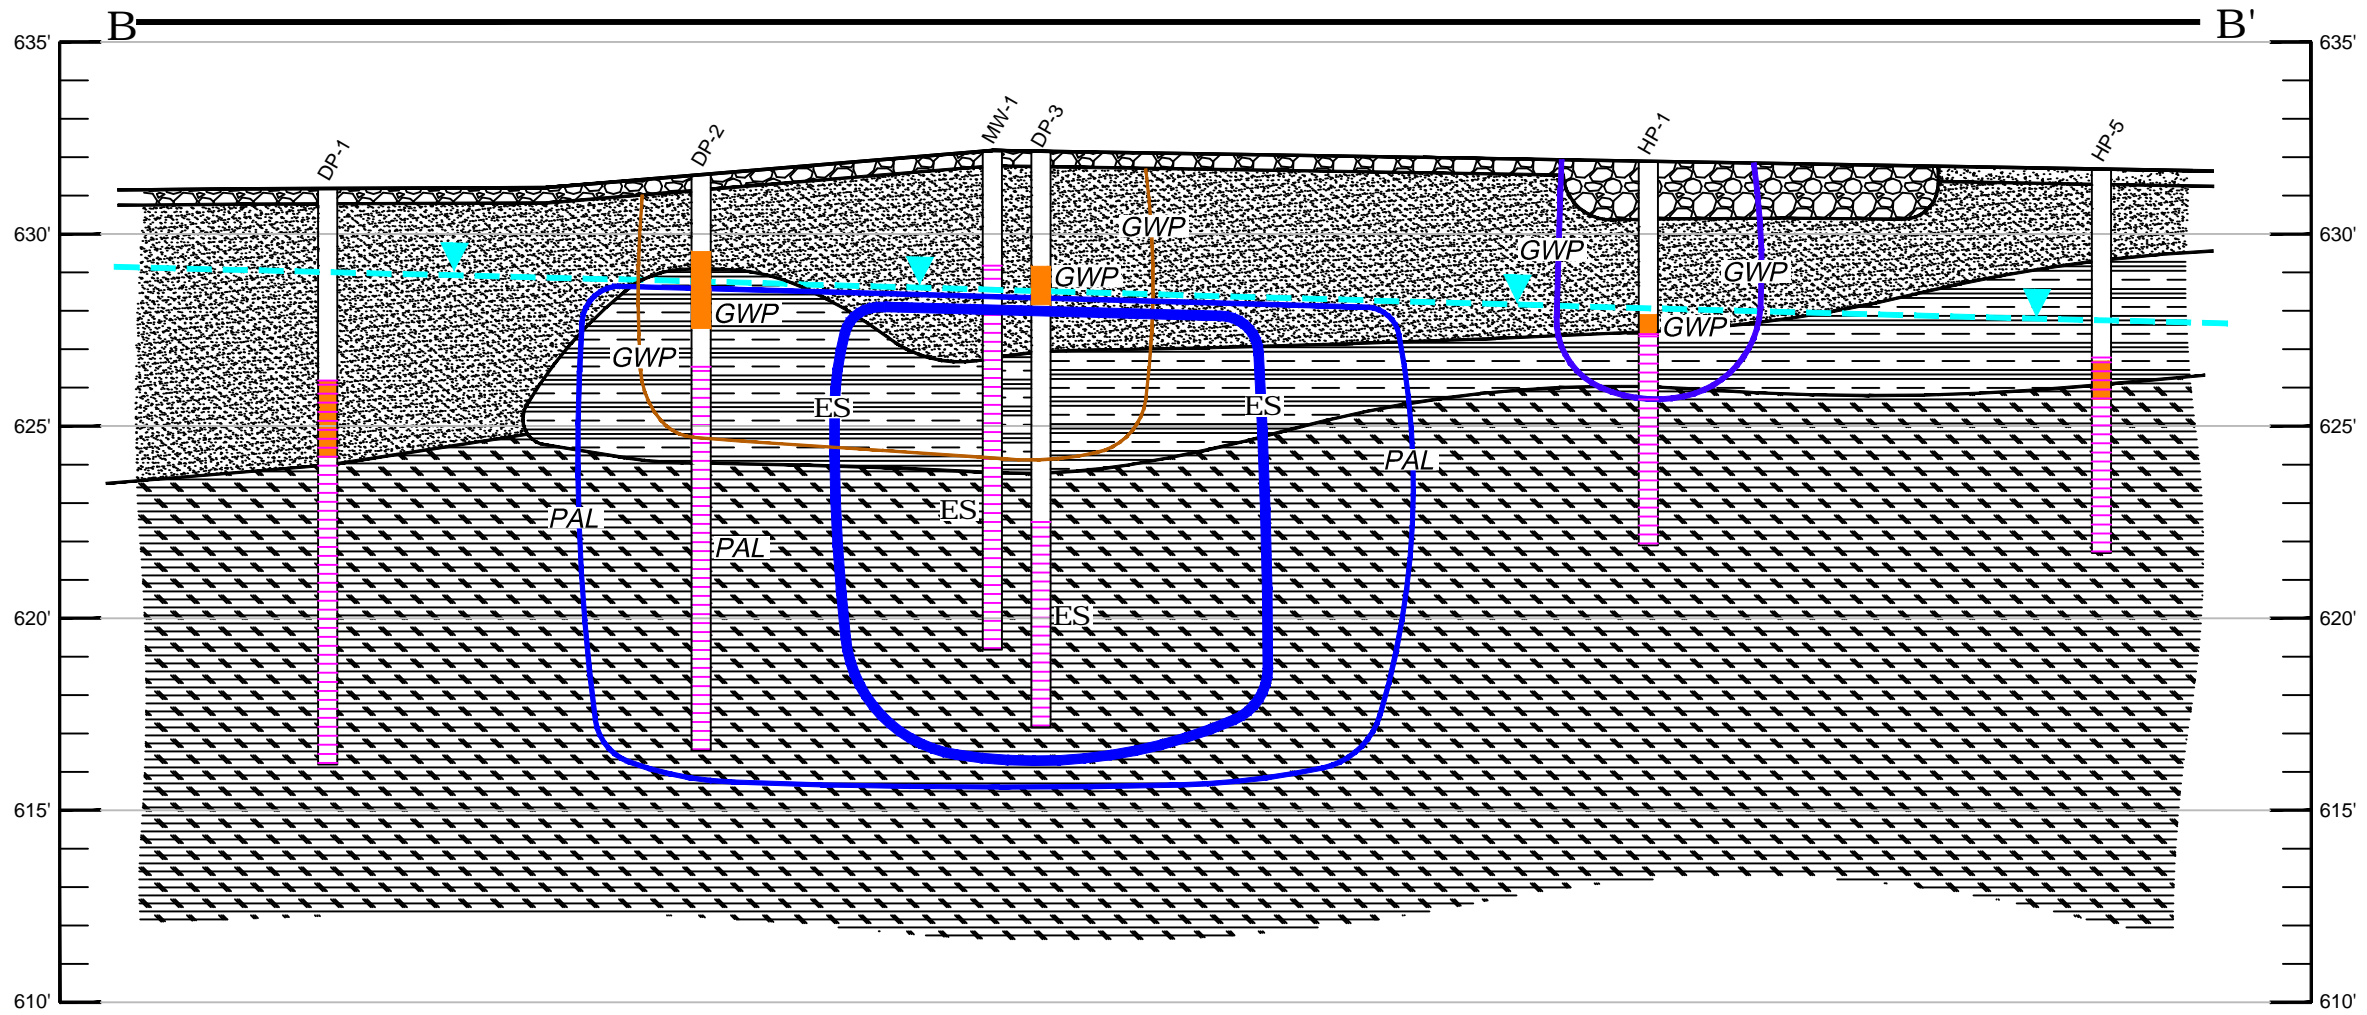 B B'
635' 635'
DP-1 DP-2 MW-1 DP-3 HP-1 HP-5
630' 630'
GWP GWP GWP
GWP GWP
GWP GWP
GWP
ES ES
625' 625'
PAL
ES
PAL
PAL
620' ES 620'
615' 615'
610' 610'